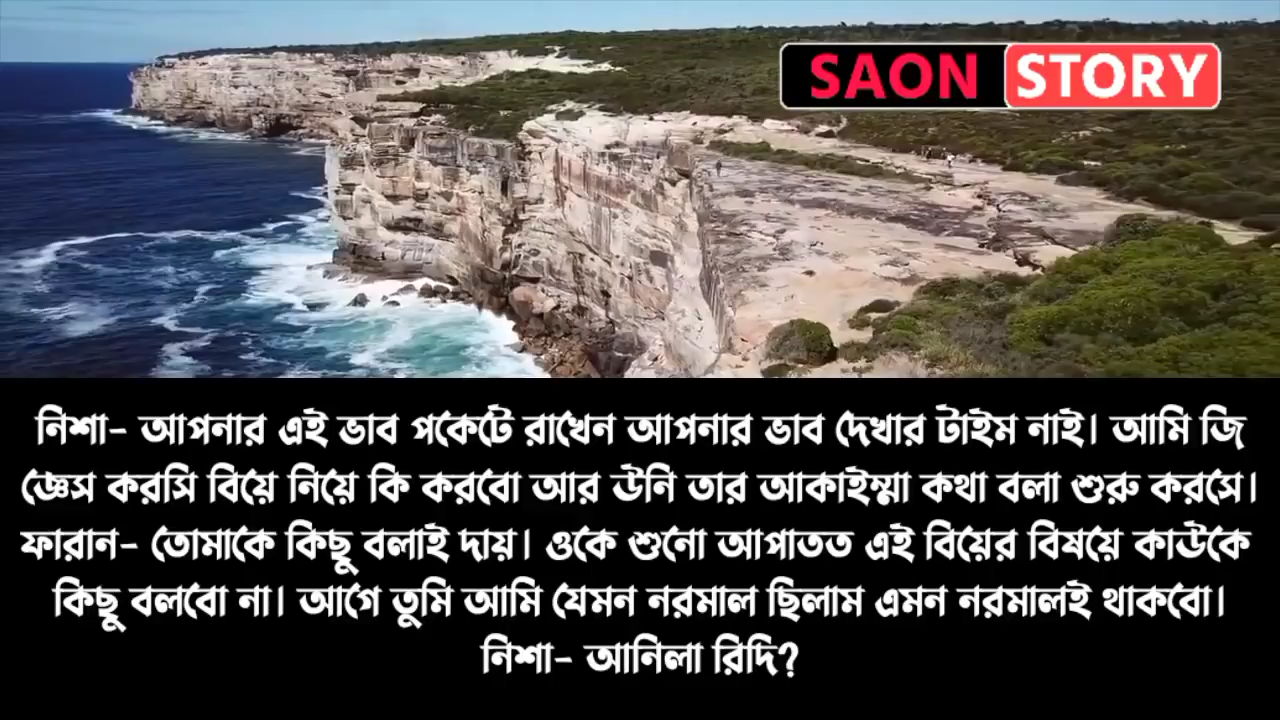 SAON STORY
নিশা- আপনার এই ভাব পকেটে রাখেন আপনার ভাব দেখার টাইম নাই। আমি জি
জ্ঞেস করসি বিয়ে নিয়ে কি করবো আর উনি তার আকাইম্মা কথা বলা শুরু করসে।
ফারান- তোমাকে কিছু বলাই দায়। ওকে শুনো আপাতত এই বিয়ের বিষয়ে কাউকে
কিছু বলবো না। আগে তুমি আমি যেমন নরমাল ছিলাম এমন নরমালই থাকবো।
নিশা- আনিলা রিদি?